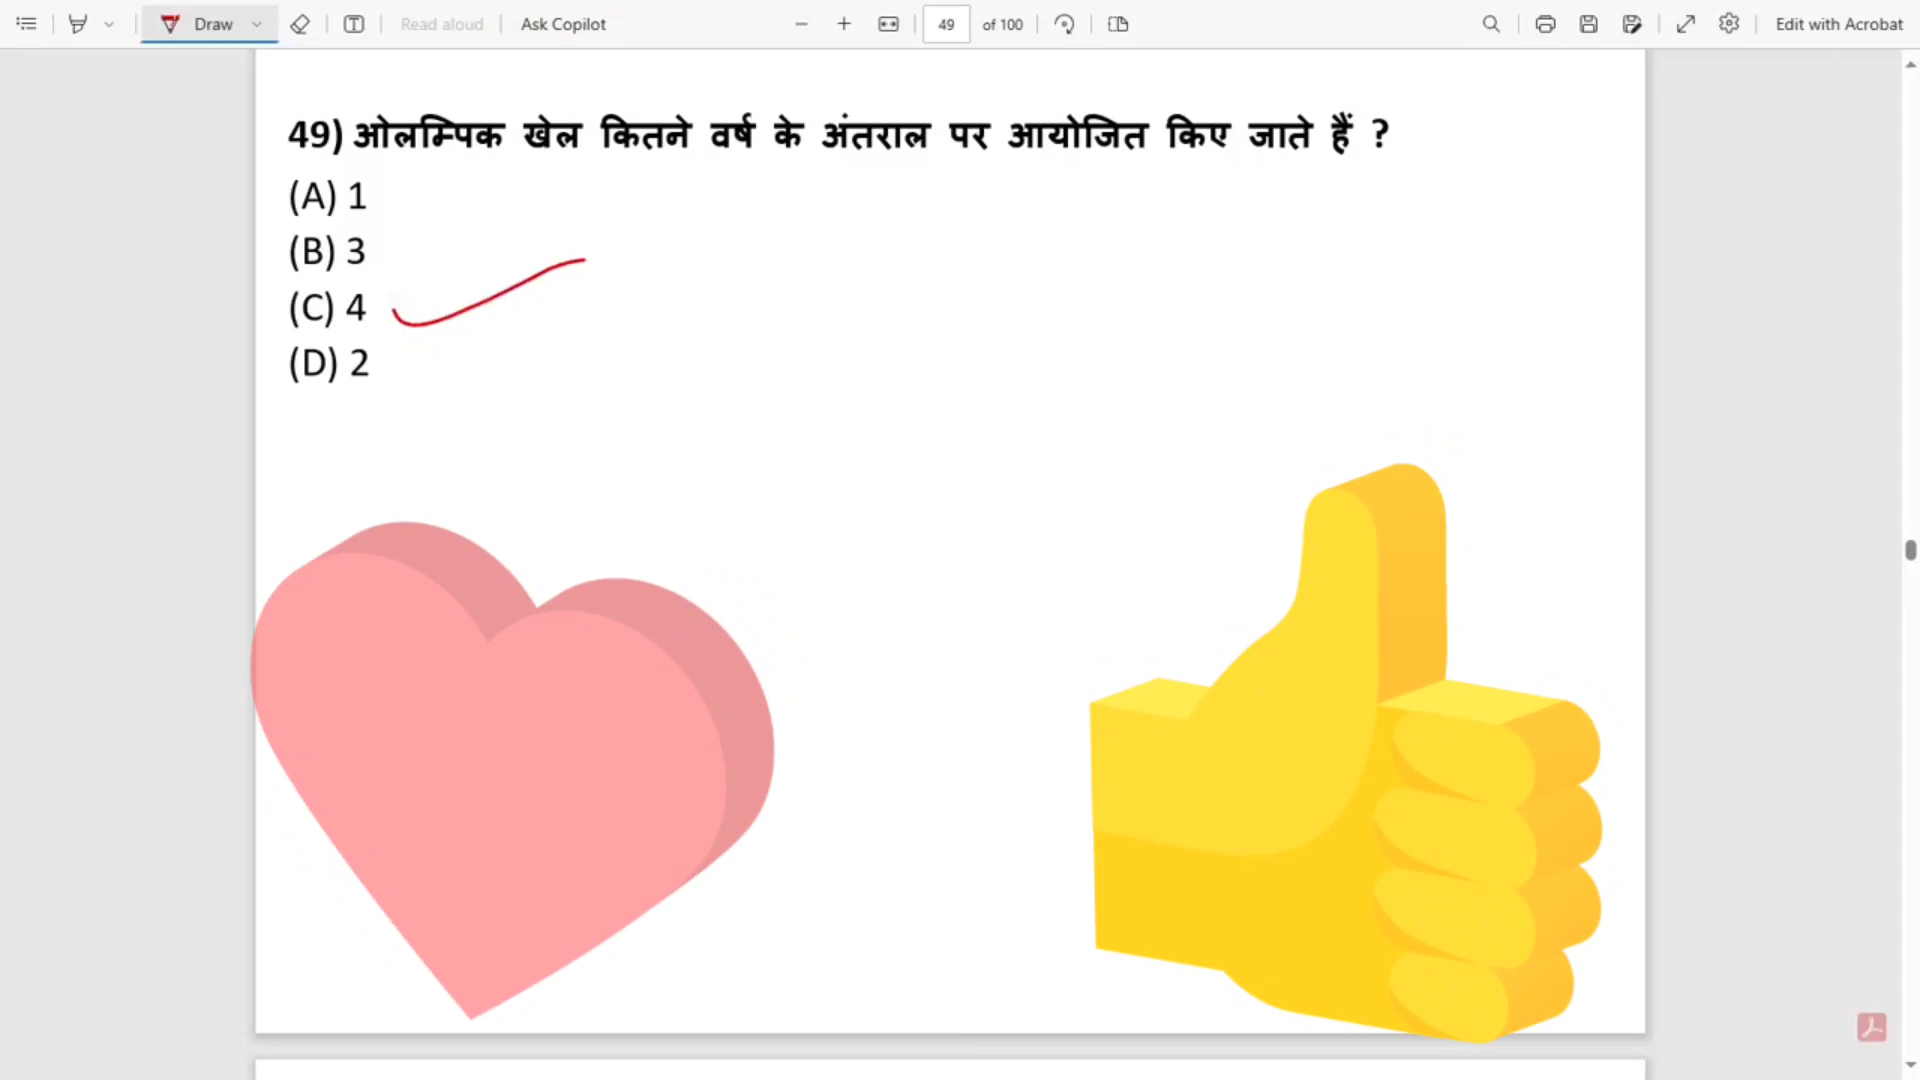 Draw
Read aloud
Ask Copilot
49
of 100
Edit with Acrobat
49) ओलम्पिक खेल कितने वर्ष के अंतराल पर आयोजित किए जाते हैं ?
(A) 1
(B) 3
(C) 4
(D) 2